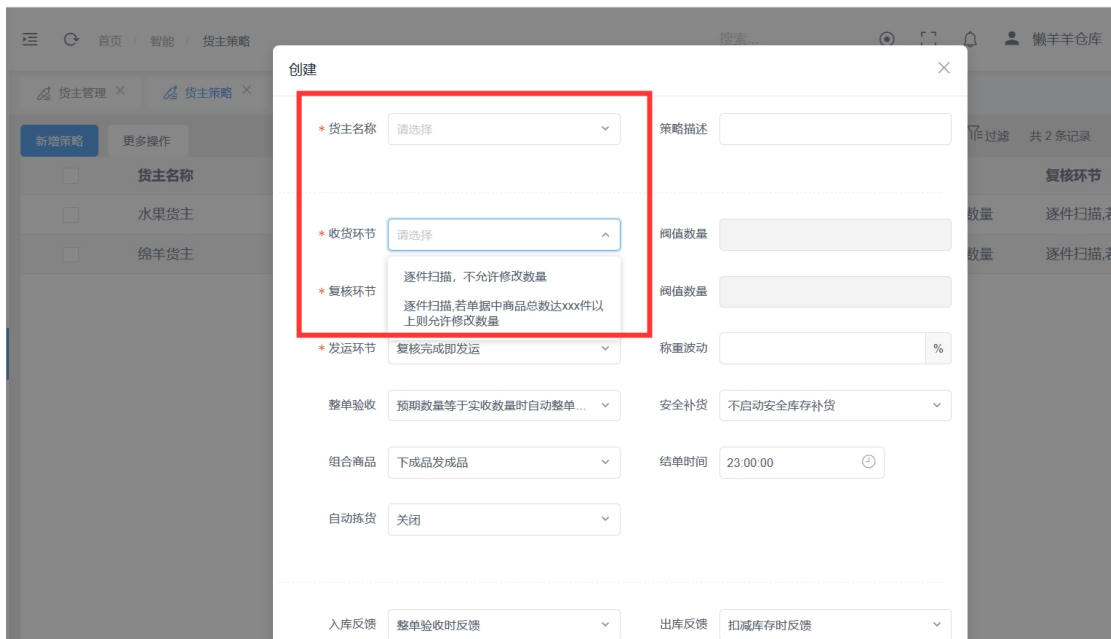 首页 / 智能 / 货主策略
搜索...
懒羊羊仓库
货主管理 ×
货主策略 ×
新增策略
更多操作
过滤
共 2 条记录
货主名称
复核环节
水果货主
数量
逐件扫描,若
绵羊货主
数量
逐件扫描,若
创建
* 货主名称 请选择
策略描述
* 收货环节 请选择
阀值数量
逐件扫描，不允许修改数量
逐件扫描,若单据中商品总数达xxx件以
上则允许修改数量
* 复核环节
阀值数量
* 发运环节 复核完成即发运
称重波动 %
整单验收 预期数量等于实收数量时自动整单...
安全补货 不启动安全库存补货
组合商品 下成品发成品
结单时间 23:00:00
自动拣货 关闭
入库反馈 整单验收时反馈
出库反馈 扣减库存时反馈